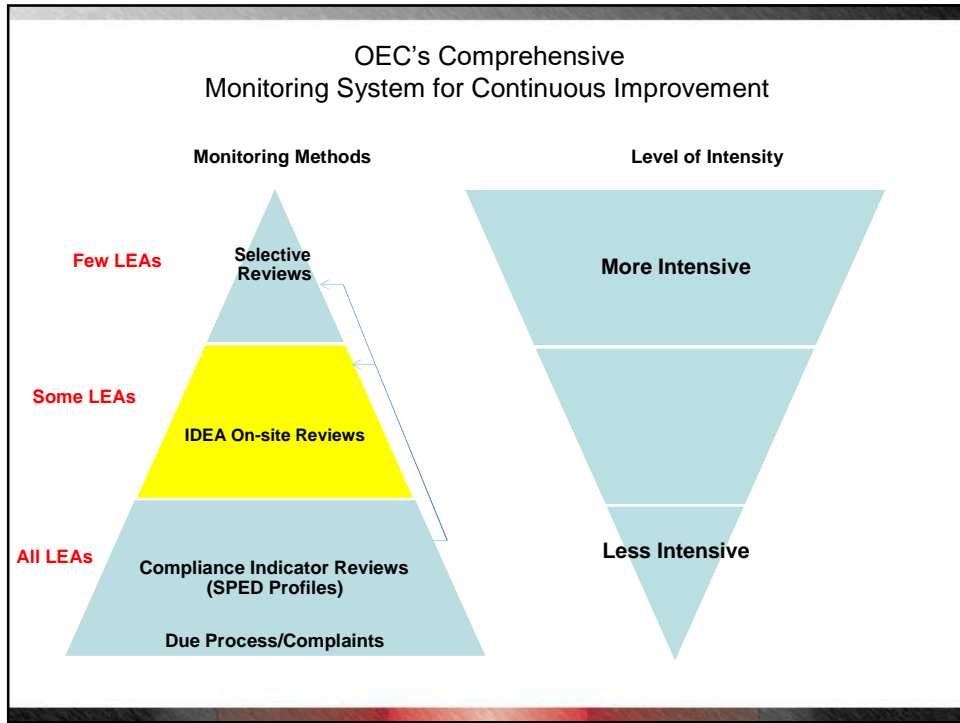 OEC's Comprehensive
Monitoring System for Continuous Improvement
Monitoring Methods
Level of Intensity
Few LEAs
Selective
Reviews
More Intensive
Some LEAs
IDEA On-site Reviews
All LEAs
Less Intensive
Compliance Indicator Reviews
(SPED Profiles)
Due Process/Complaints